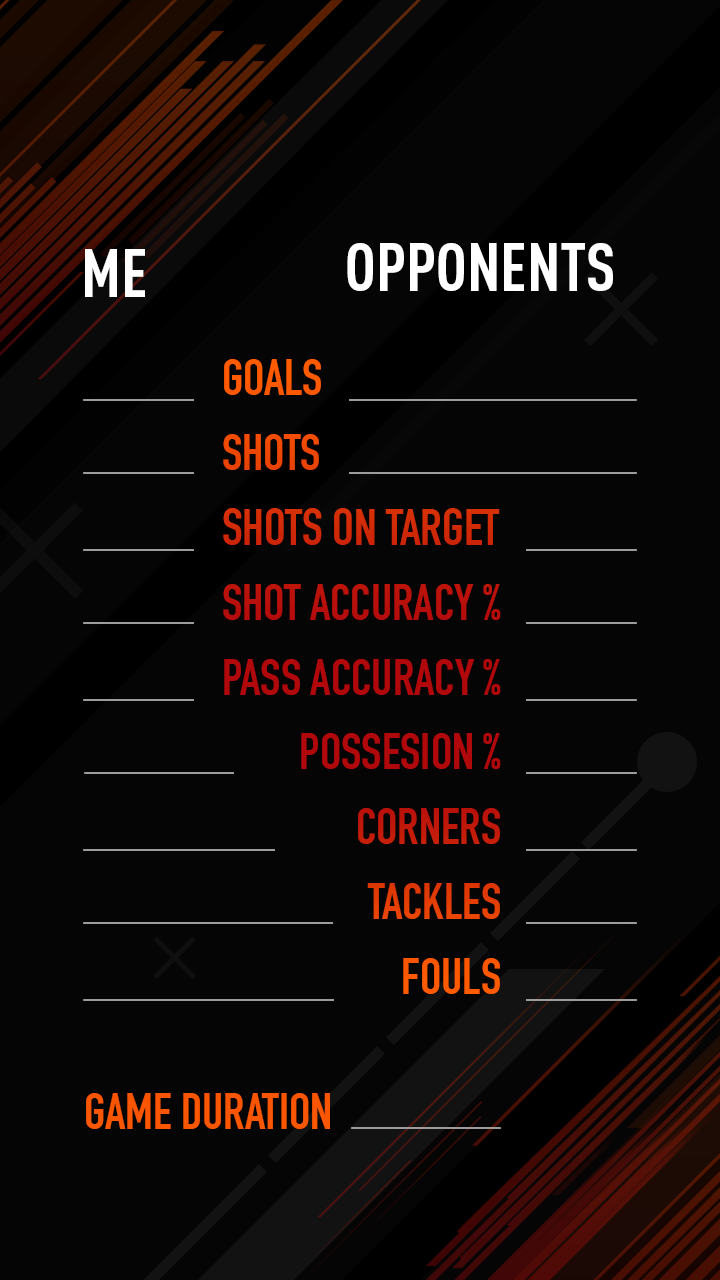 ME OPPONENTS
GOALS
SHOTS
SHOTS ON TARGET
SHOT ACCURACY %
PASS ACCURACY %
POSSESION %
CORNERS
TACKLES
FOULS
GAME DURATION